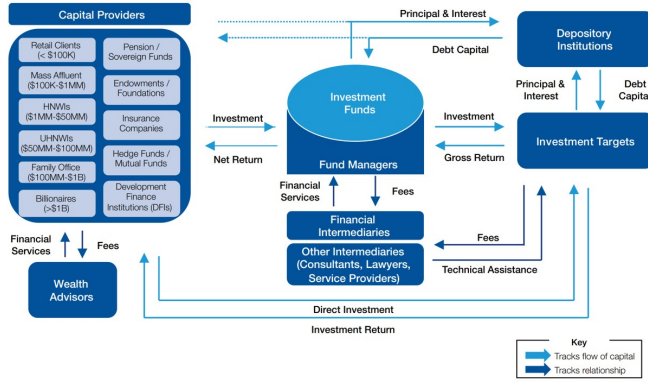 Capital Providers
Retail Clients
(< $100K)
Mass Affluent
($100K-$1MM)
HNWIs
($1MM-$50MM)
UHNWIs
($50MM-$100MM)
Family Office
($100MM-$1B)
Billionaires
(>$1B)
Pension /
Sovereign Funds
Endowments /
Foundations
Insurance
Companies
Hedge Funds /
Mutual Funds
Development
Finance
Institutions (DFIs)
Financial
Services
Fees
Wealth
Advisors
Principal & Interest
Debt Capital
Investment
Net Return
Investment
Funds
Fund Managers
Financial
Services
Fees
Financial
Intermediaries
Other Intermediaries
(Consultants, Lawyers,
Service Providers)
Investment
Gross Return
Depository
Institutions
Principal &
Interest
Debt
Capital
Investment Targets
Fees
Technical Assistance
Direct Investment
Investment Return
Key
Tracks flow of capital
Tracks relationship